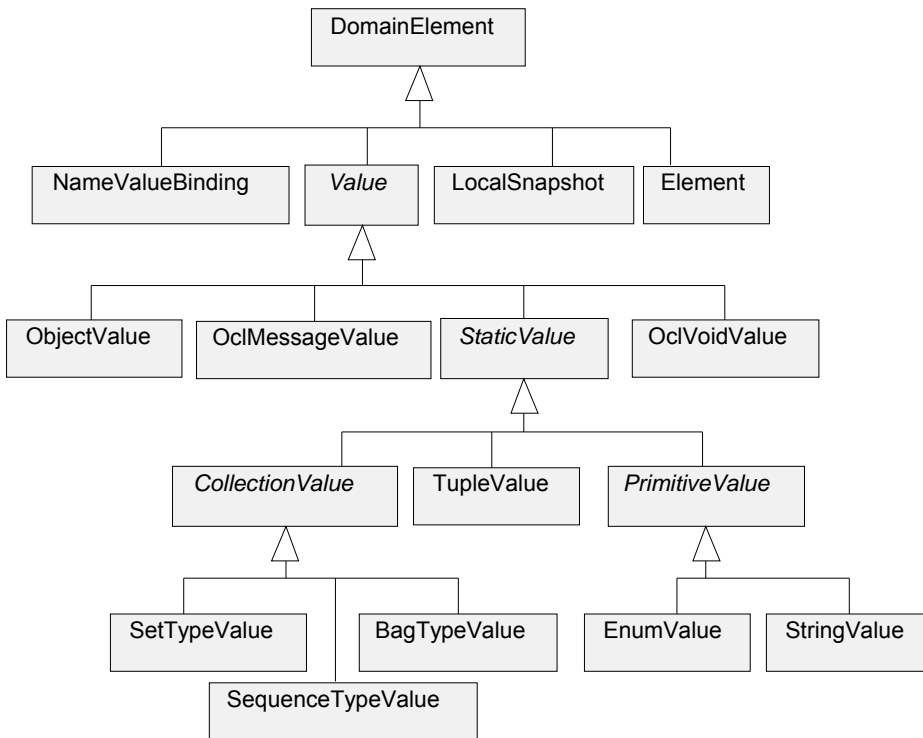 DomainElement
NameValueBinding
Value
LocalSnapshot
Element
ObjectValue
OclMessageValue
StaticValue
OclVoidValue
CollectionValue
TupleValue
PrimitiveValue
SetTypeValue
BagTypeValue
EnumValue
StringValue
SequenceTypeValue